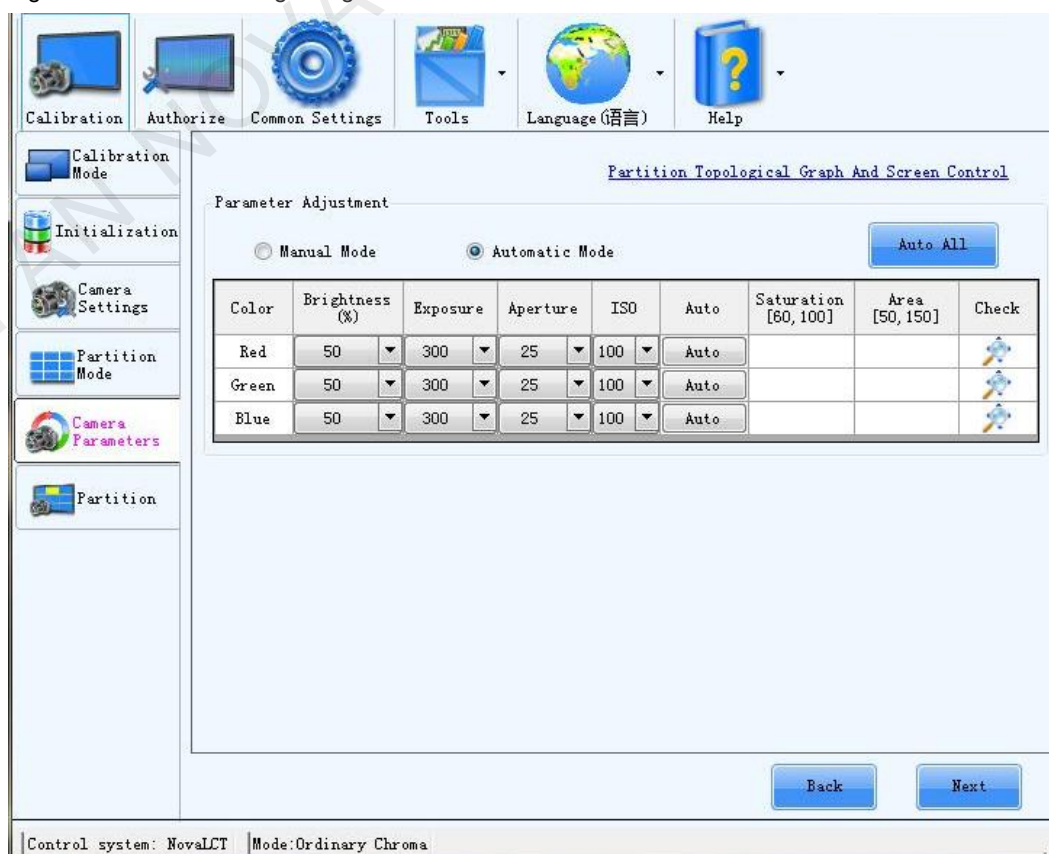 Calibration
Authorize
Common Settings
Tools
Language(语言)
Help
Calibration
Mode
Initialization
Camera
Settings
Partition
Mode
Camera
Parameters
Partition
Partition Topological Graph And Screen Control
Parameter Adjustment
Manual Mode
Automatic Mode
Auto All
Color Brightness (%) Exposure Aperture ISO Auto Saturation [60, 100] Area [50, 150] Check
Red 50 300 25 100 Auto
Green 50 300 25 100 Auto
Blue 50 300 25 100 Auto
Back
Next
Control system: NovaLCT Mode:Ordinary Chroma